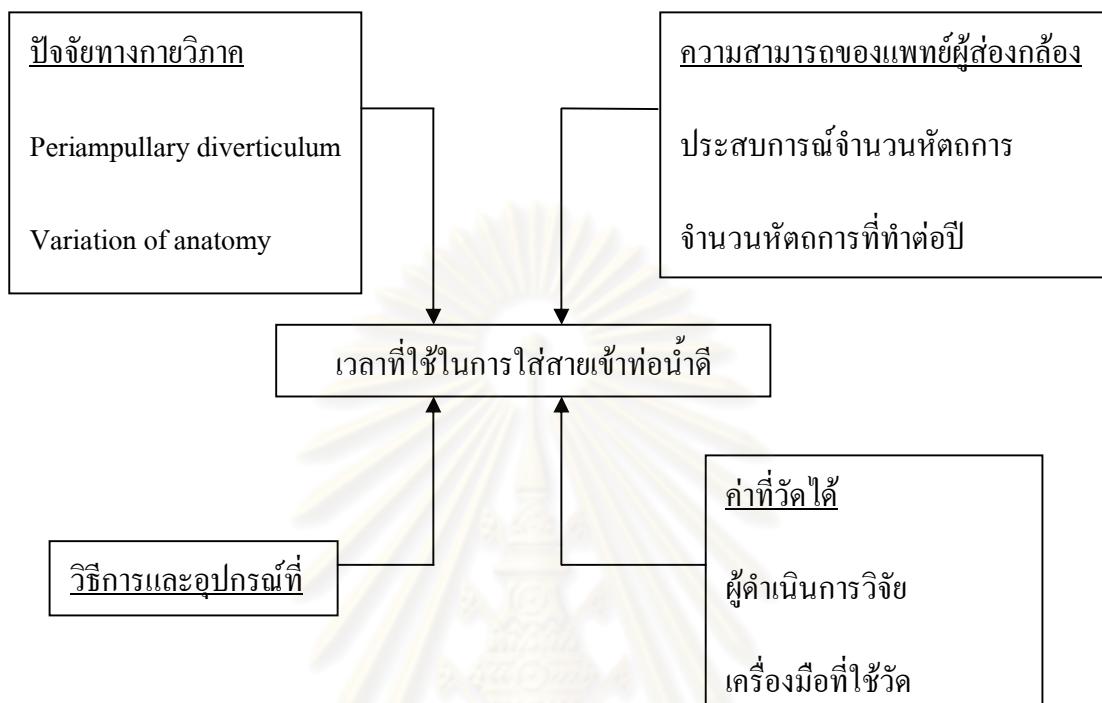 ปัจจัยทางกายวิภาค
Periampullary diverticulum
Variation of anatomy
ความสามารถของแพทย์ผู้ส่องกล้อง
ประสบการณ์จำนวนหัตถการ
จำนวนหัตถการที่ทำต่อปี
เวลาที่ใช้ในการใส่สายเข้าท่อน้ำดี
วิธีการและอุปกรณ์ที่
ค่าที่วัดได้
ผู้ดำเนินการวิจัย
เครื่องมือที่ใช้วัด